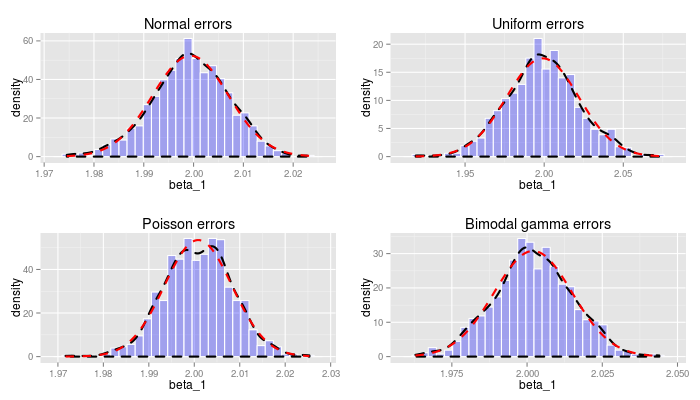 Normal errors
density
60
40
20
0
1.97 1.98 1.99 2.00 2.01 2.02
beta_1
Uniform errors
density
20
15
10
5
0
1.95 2.00 2.05
beta_1
Poisson errors
density
40
20
0
1.97 1.98 1.99 2.00 2.01 2.02 2.03
beta_1
Bimodal gamma errors
density
30
20
10
0
1.975 2.000 2.025 2.050
beta_1